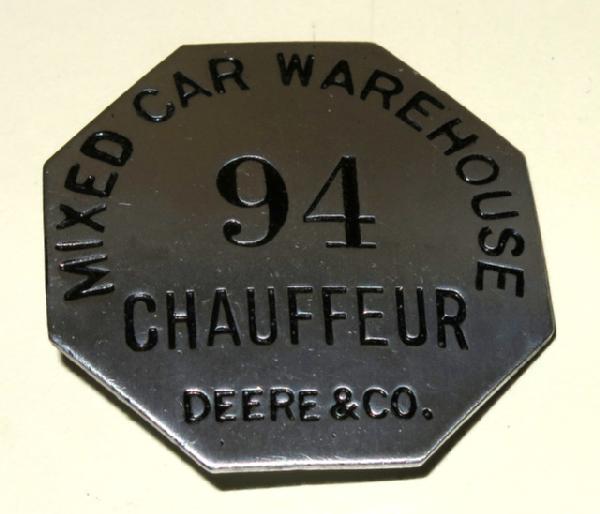 MIXED CAR WAREHOUSE
94
CHAUFFEUR
DEERE & CO.